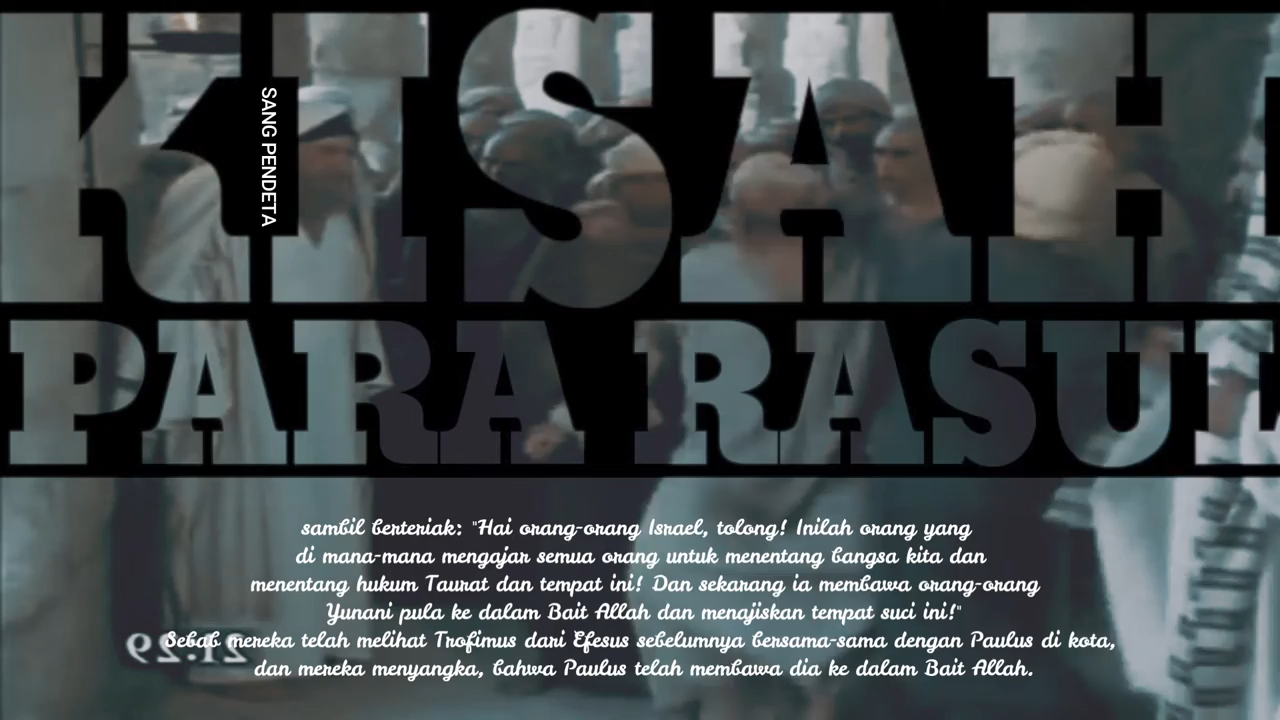 KISAH
SANG PENDETA
PARA RASUL
sambil berteriak: "Hai orang-orang Israel, tolong! Inilah orang yang
di mana-mana mengajar semua orang untuk menentang bangsa kita dan
menentang hukum Taurat dan tempat ini! Dan sekarang ia membawa orang-orang
Yunani pula ke dalam Bait Allah dan menajiskan tempat suci ini!"
Sebab mereka telah melihat Trofimus dari Efesus sebelumnya bersama-sama dengan Paulus di kota,
dan mereka menyangka, bahwa Paulus telah membawa dia ke dalam Bait Allah.
21:29